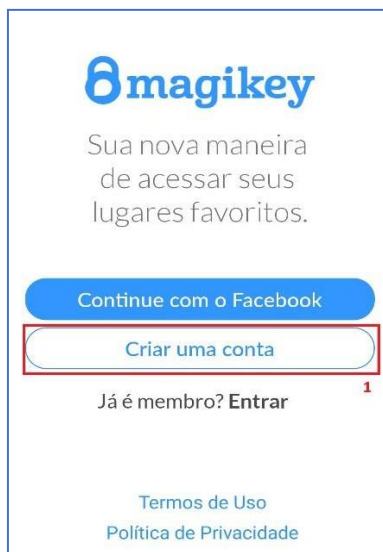 magikey
Sua nova maneira
de acessar seus
lugares favoritos.
Continue com o Facebook
Criar uma conta
1
Já é membro? Entrar
Termos de Uso
Política de Privacidade